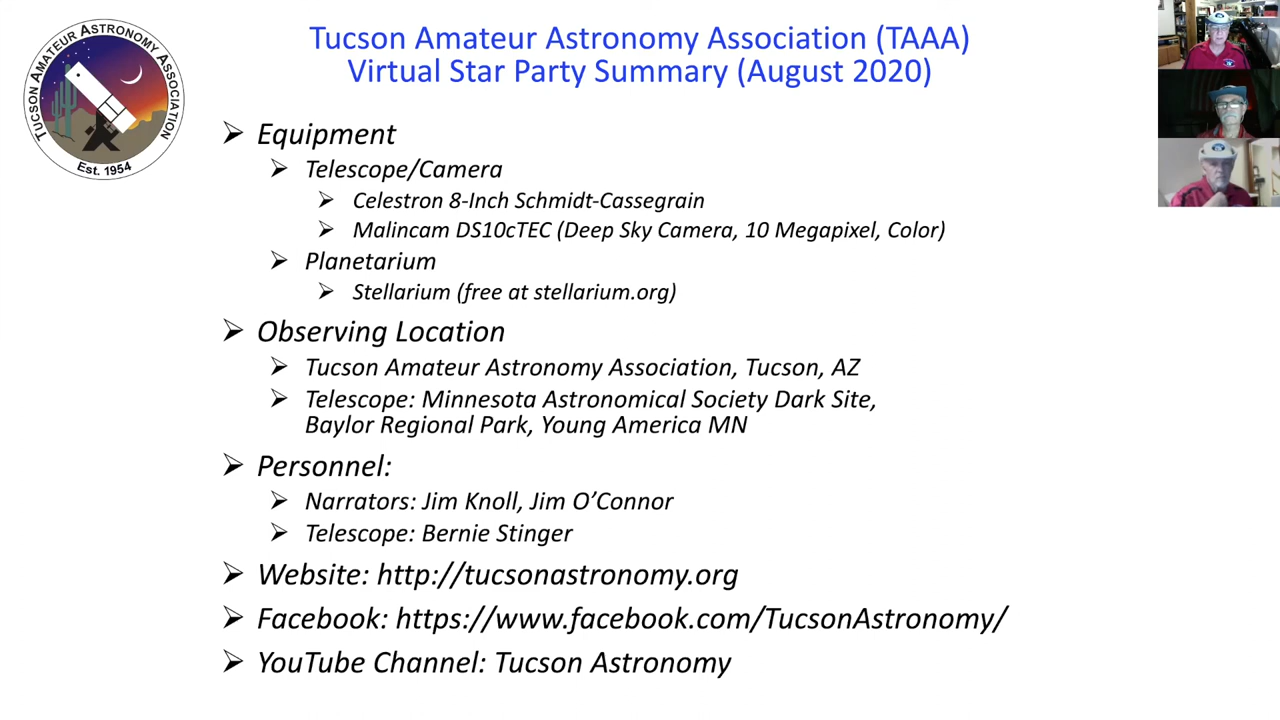 TUCSON AMATEUR ASTRONOMY ASSOCIATION
Est. 1954
Tucson Amateur Astronomy Association (TAAA)
Virtual Star Party Summary (August 2020)
Equipment
Telescope/Camera
Celestron 8-Inch Schmidt-Cassegrain
Malincam DS10cTEC (Deep Sky Camera, 10 Megapixel, Color)
Planetarium
Stellarium (free at stellarium.org)
Observing Location
Tucson Amateur Astronomy Association, Tucson, AZ
Telescope: Minnesota Astronomical Society Dark Site,
Baylor Regional Park, Young America MN
Personnel:
Narrators: Jim Knoll, Jim O’Connor
Telescope: Bernie Stinger
Website: http://tucsonastronomy.org
Facebook: https://www.facebook.com/TucsonAstronomy/
YouTube Channel: Tucson Astronomy